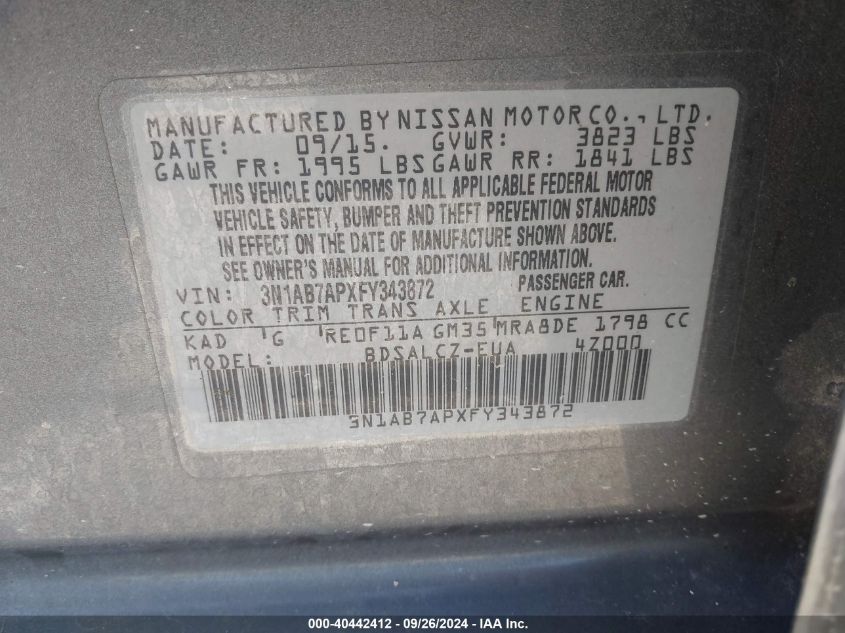 MANUFACTURED BY NISSAN MOTOR CO., LTD.
DATE: 09/15. GVWR: 3823 LBS
GAWR FR: 1995 LBS GAWR RR: 1841 LBS
THIS VEHICLE CONFORMS TO ALL APPLICABLE FEDERAL MOTOR
VEHICLE SAFETY, BUMPER AND THEFT PREVENTION STANDARDS
IN EFFECT ON THE DATE OF MANUFACTURE SHOWN ABOVE.
SEE OWNER'S MANUAL FOR ADDITIONAL INFORMATION.
VIN: 3N1AB7APXFY343872 PASSENGER CAR.
COLOR TRIM TRANS AXLE ENGINE
KAD 'G 'RE0F11A GM35'MRA8DE 1798 CC
MODEL: BDSALCZ-EUA 4Z000
3N1AB7APXFY343872
000-40442412 - 09/26/2024 - IAA Inc.